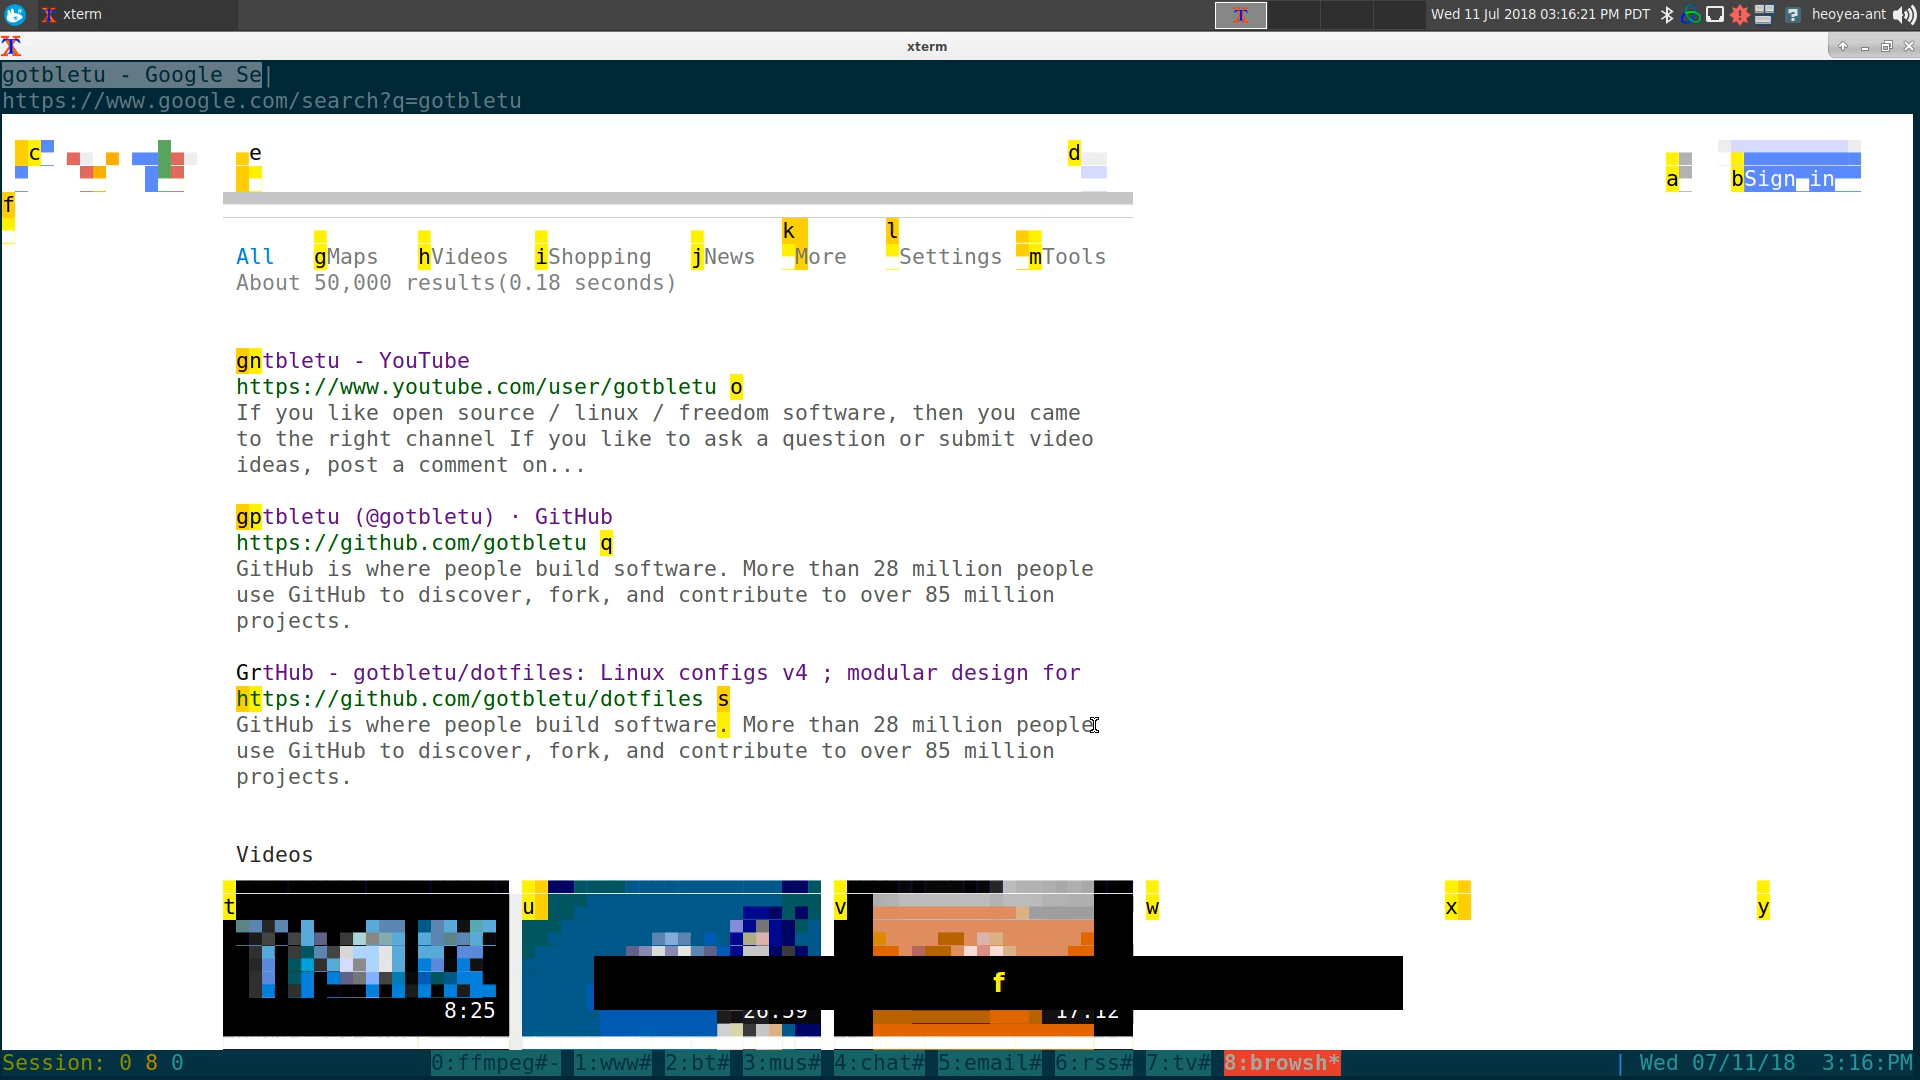 xterm
Wed 11 Jul 2018 03:16:21 PM PDT
heoyea-ant
xterm
gotbletu - Google Se
https://www.google.com/search?q=gotbletu
c e d a bSign in
f
k l
All gMaps hVideos iShopping jNews More Settings mTools
About 50,000 results(0.18 seconds)
gntbletu - YouTube
https://www.youtube.com/user/gotbletu o
If you like open source / linux / freedom software, then you came
to the right channel If you like to ask a question or submit video
ideas, post a comment on...
gptbletu (@gotbletu) · GitHub
https://github.com/gotbletu q
GitHub is where people build software. More than 28 million people
use GitHub to discover, fork, and contribute to over 85 million
projects.
GrtHub - gotbletu/dotfiles: Linux configs v4 ; modular design for
https://github.com/gotbletu/dotfiles s
GitHub is where people build software. More than 28 million people
use GitHub to discover, fork, and contribute to over 85 million
projects.
Videos
t u v w x y
f
8:25 26:59 17:12
Session: 0 8 0 0:ffmpeg#- 1:www# 2:bt# 3:mus# 4:chat# 5:email# 6:rss# 7:tv# 8:browsh* | Wed 07/11/18 3:16:PM